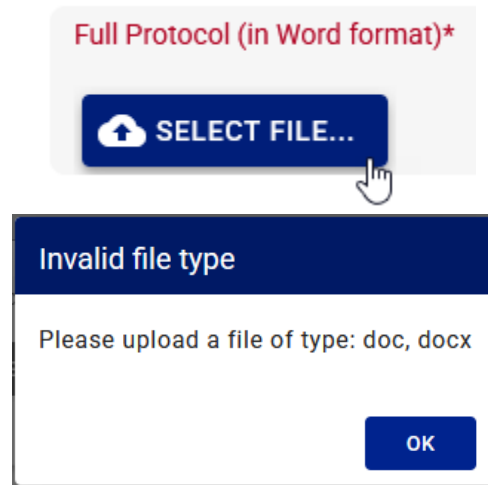 Full Protocol (in Word format)*
SELECT FILE...
Invalid file type
Please upload a file of type: doc, docx
OK